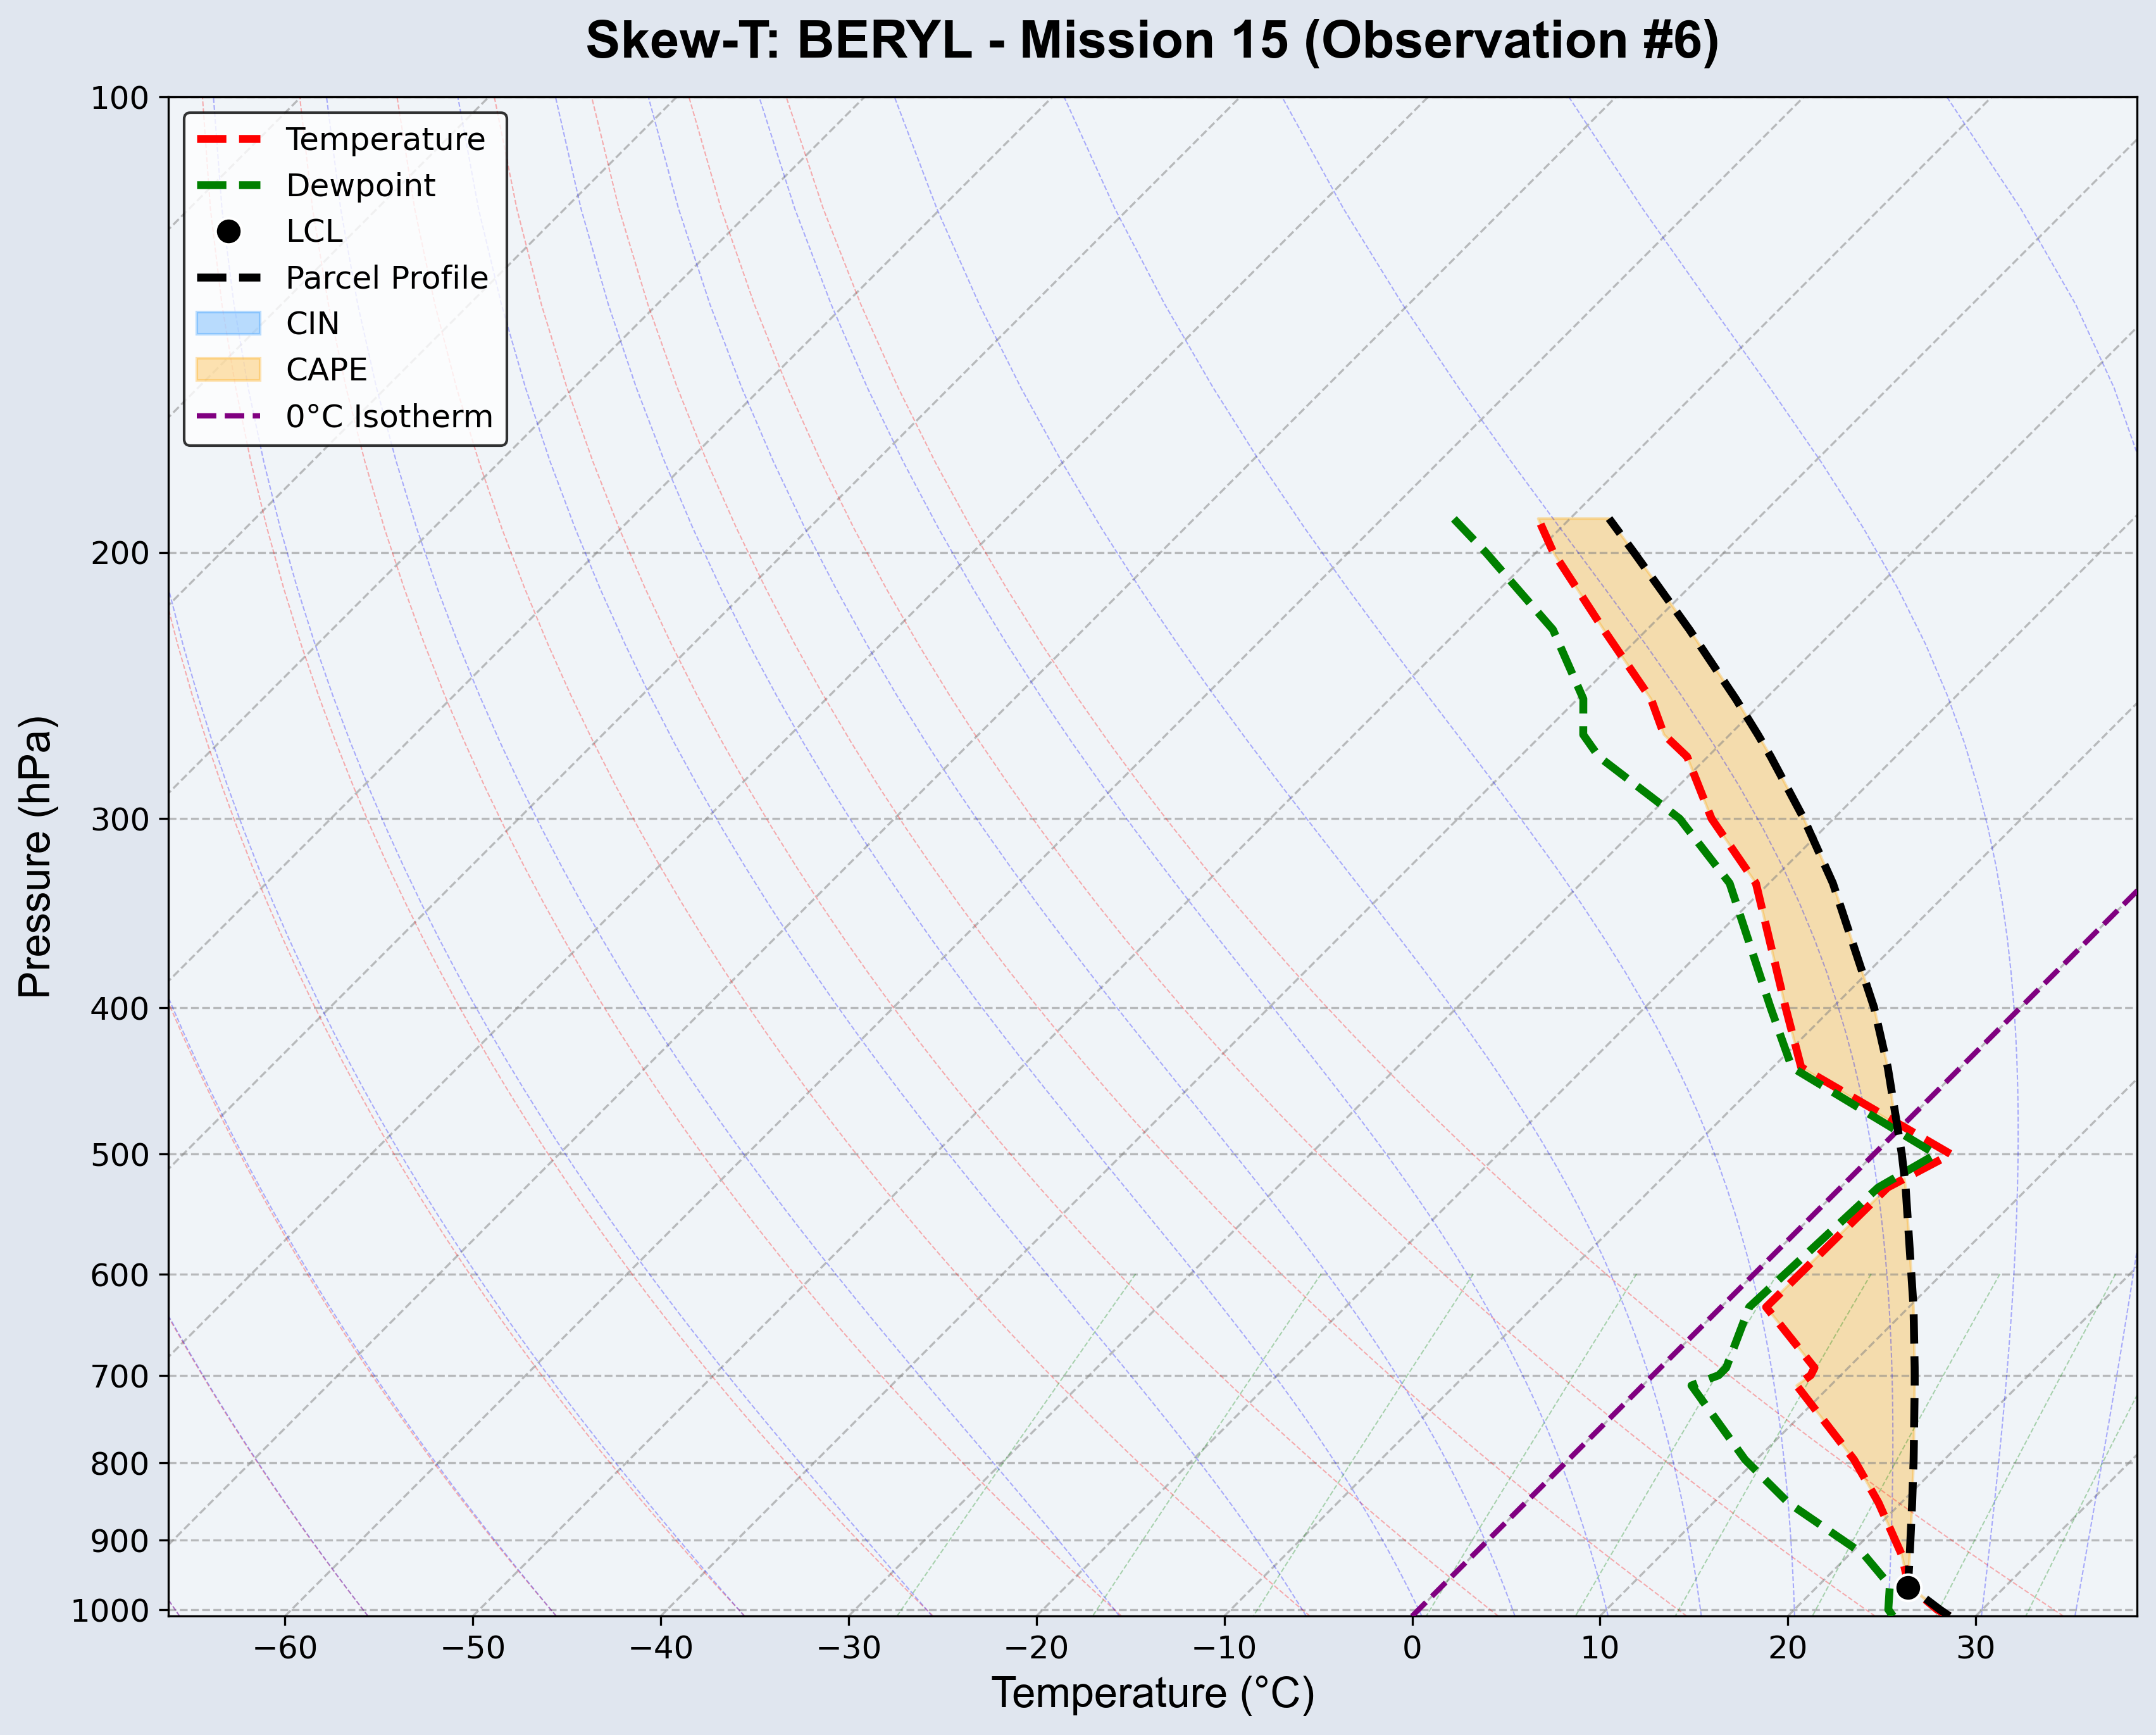 Skew-T: BERYL - Mission 15 (Observation #6)
Temperature
Dewpoint
LCL
Parcel Profile
CIN
CAPE
0°C Isotherm
100
200
300
400
500
600
700
800
900
1000
Pressure (hPa)
−60 −50 −40 −30 −20 −10 0 10 20 30
Temperature (°C)